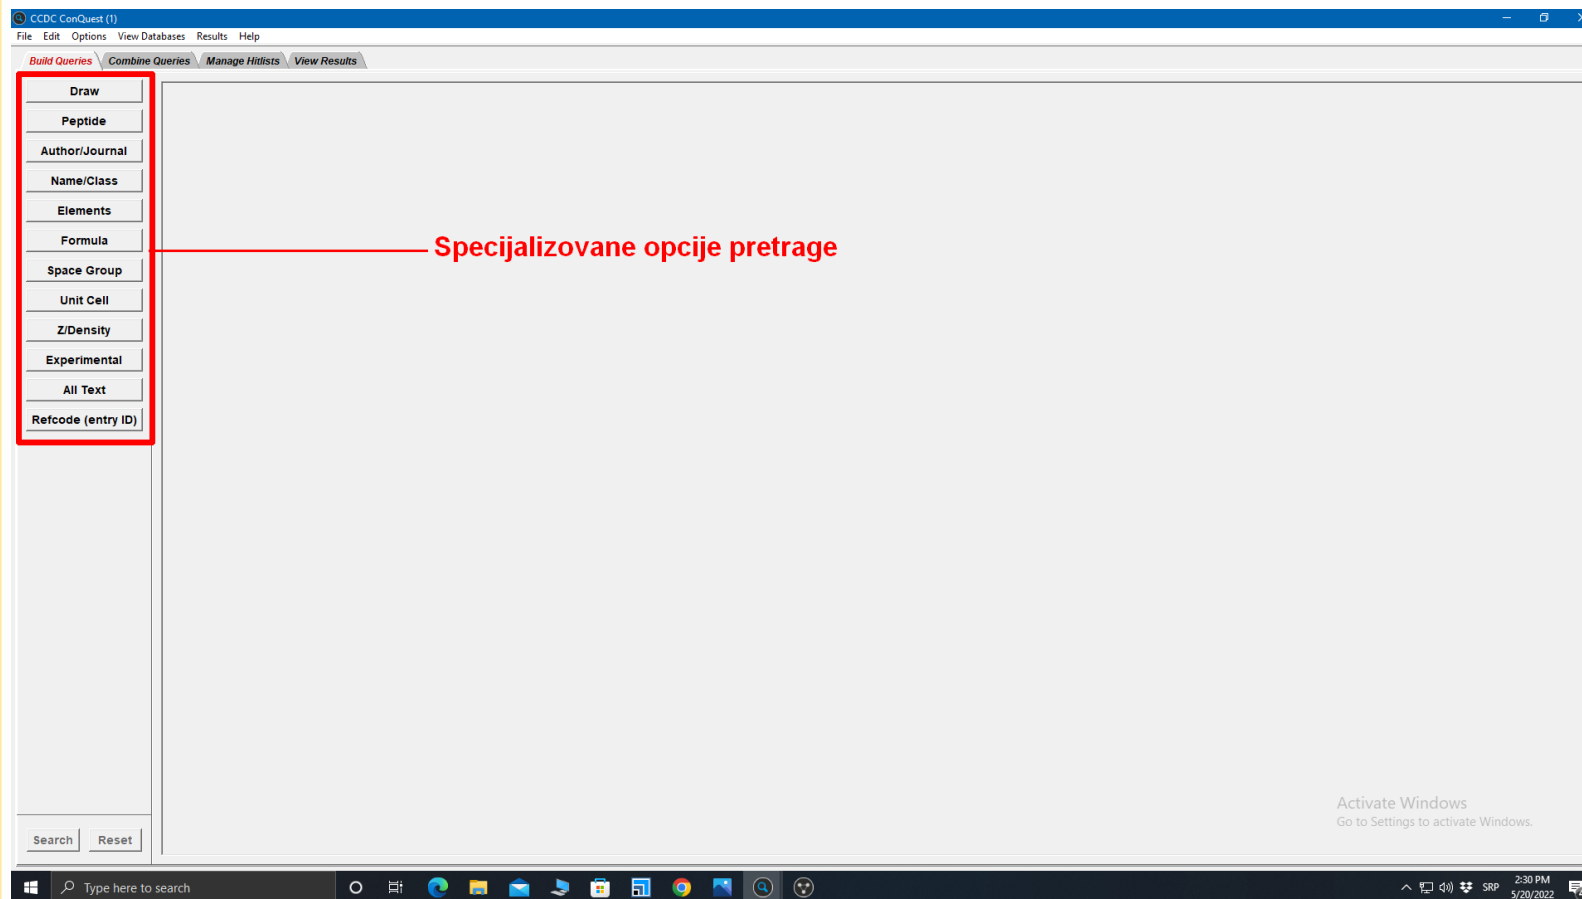 CCDC ConQuest (1)
File Edit Options View Databases Results Help
Build Queries Combine Queries Manage Hitlists View Results
Draw
Peptide
Author/Journal
Name/Class
Elements
Formula
Specijalizovane opcije pretrage
Space Group
Unit Cell
Z/Density
Experimental
All Text
Refcode (entry ID)
Activate Windows
Go to Settings to activate Windows.
Search Reset
Type here to search
SRP
2:30 PM
5/20/2022